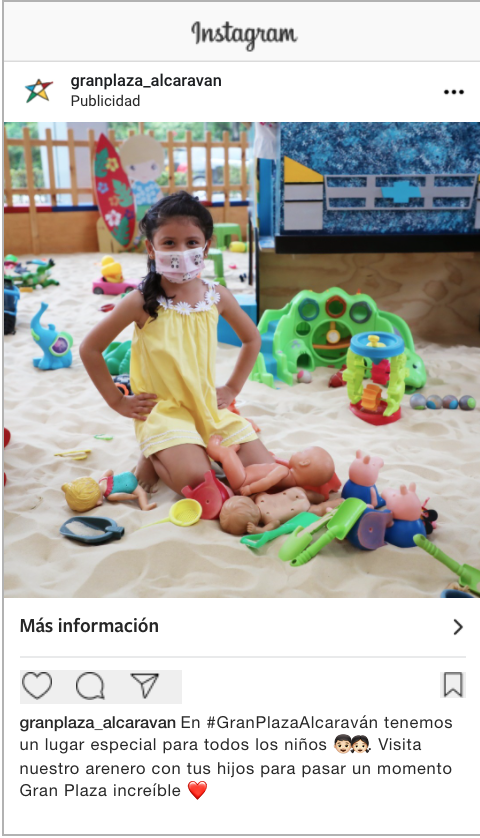 Instagram
granplaza_alcaravan
Publicidad
Más información
granplaza_alcaravan En #GranPlazaAlcaraván tenemos
un lugar especial para todos los niños 👦🏻👧🏻. Visita
nuestro arenero con tus hijos para pasar un momento
Gran Plaza increíble ❤️